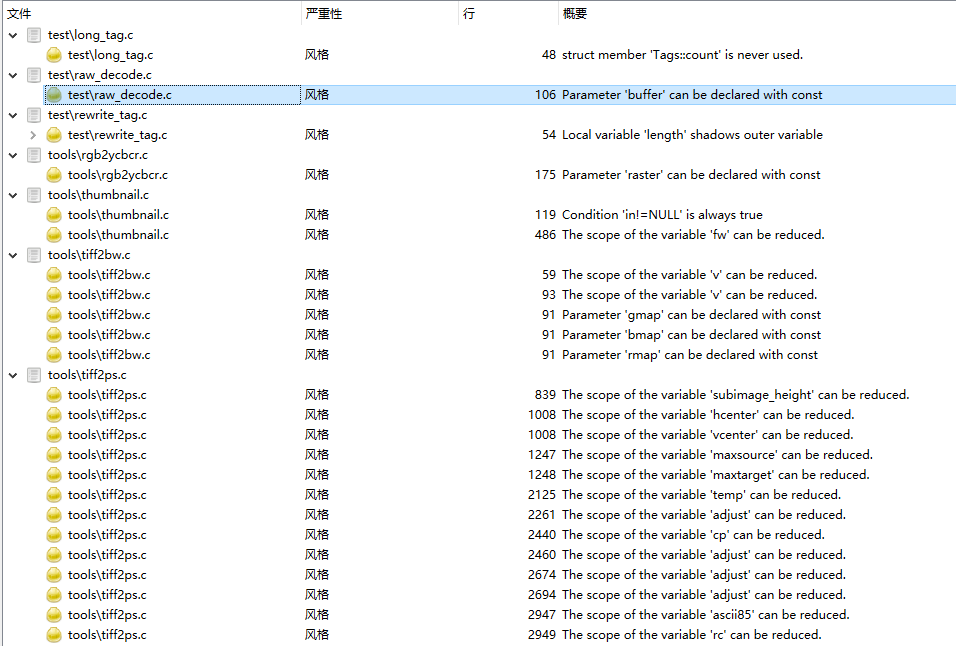 文件 严重性 行 概要
test\long_tag.c
test\long_tag.c 风格 48 struct member 'Tags::count' is never used.
test\raw_decode.c
test\raw_decode.c 风格 106 Parameter 'buffer' can be declared with const
test\rewrite_tag.c
test\rewrite_tag.c 风格 54 Local variable 'length' shadows outer variable
tools\rgb2ycbcr.c
tools\rgb2ycbcr.c 风格 175 Parameter 'raster' can be declared with const
tools\thumbnail.c
tools\thumbnail.c 风格 119 Condition 'in!=NULL' is always true
tools\thumbnail.c 风格 486 The scope of the variable 'fw' can be reduced.
tools\tiff2bw.c
tools\tiff2bw.c 风格 59 The scope of the variable 'v' can be reduced.
tools\tiff2bw.c 风格 93 The scope of the variable 'v' can be reduced.
tools\tiff2bw.c 风格 91 Parameter 'gmap' can be declared with const
tools\tiff2bw.c 风格 91 Parameter 'bmap' can be declared with const
tools\tiff2bw.c 风格 91 Parameter 'rmap' can be declared with const
tools\tiff2ps.c
tools\tiff2ps.c 风格 839 The scope of the variable 'subimage_height' can be reduced.
tools\tiff2ps.c 风格 1008 The scope of the variable 'hcenter' can be reduced.
tools\tiff2ps.c 风格 1008 The scope of the variable 'vcenter' can be reduced.
tools\tiff2ps.c 风格 1247 The scope of the variable 'maxsource' can be reduced.
tools\tiff2ps.c 风格 1248 The scope of the variable 'maxtarget' can be reduced.
tools\tiff2ps.c 风格 2125 The scope of the variable 'temp' can be reduced.
tools\tiff2ps.c 风格 2261 The scope of the variable 'adjust' can be reduced.
tools\tiff2ps.c 风格 2440 The scope of the variable 'cp' can be reduced.
tools\tiff2ps.c 风格 2460 The scope of the variable 'adjust' can be reduced.
tools\tiff2ps.c 风格 2674 The scope of the variable 'adjust' can be reduced.
tools\tiff2ps.c 风格 2694 The scope of the variable 'adjust' can be reduced.
tools\tiff2ps.c 风格 2947 The scope of the variable 'ascii85' can be reduced.
tools\tiff2ps.c 风格 2949 The scope of the variable 'rc' can be reduced.